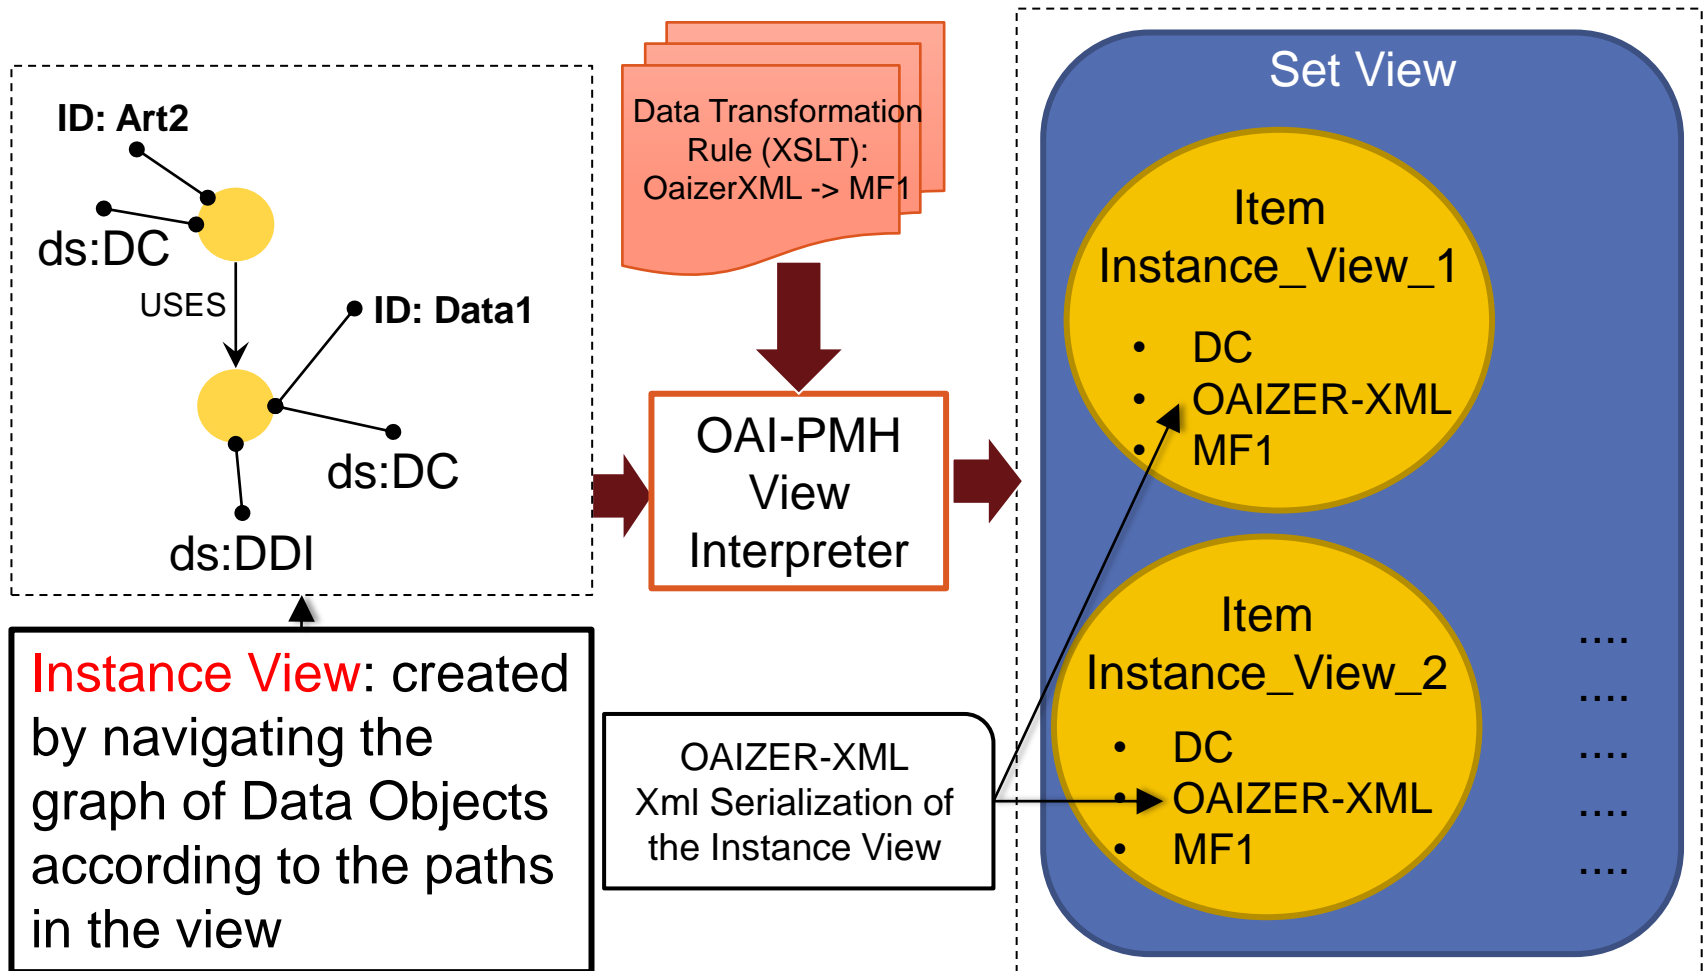 ID: Art2
ds:DC
USES
ID: Data1
ds:DC
ds:DDI
Instance View: created
by navigating the
graph of Data Objects
according to the paths
in the view
Data Transformation
Rule (XSLT):
OaizerXML -> MF1
OAI-PMH
View
Interpreter
OAIZER-XML
Xml Serialization of
the Instance View
Set View
Item
Instance_View_1
• DC
• OAIZER-XML
• MF1
Item
Instance_View_2
• DC
• OAIZER-XML
• MF1
....
....
....
....
....